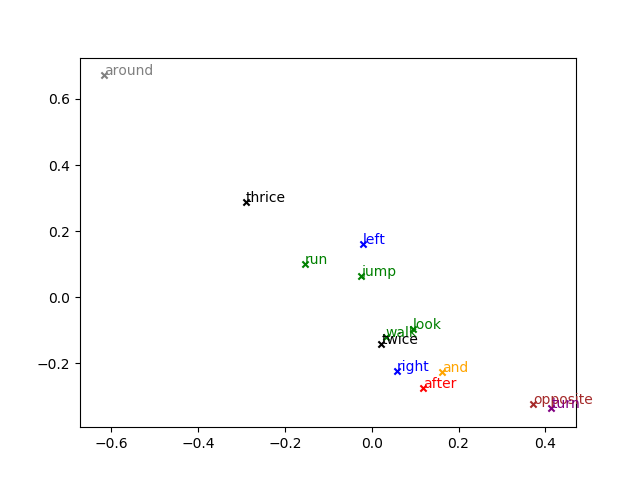 around
0.6
0.4
thrice
0.2
left
run
jump
0.0
look
walk
twice
−0.2
right
and
after
opposite
turn
−0.6
−0.4
−0.2
0.0
0.2
0.4